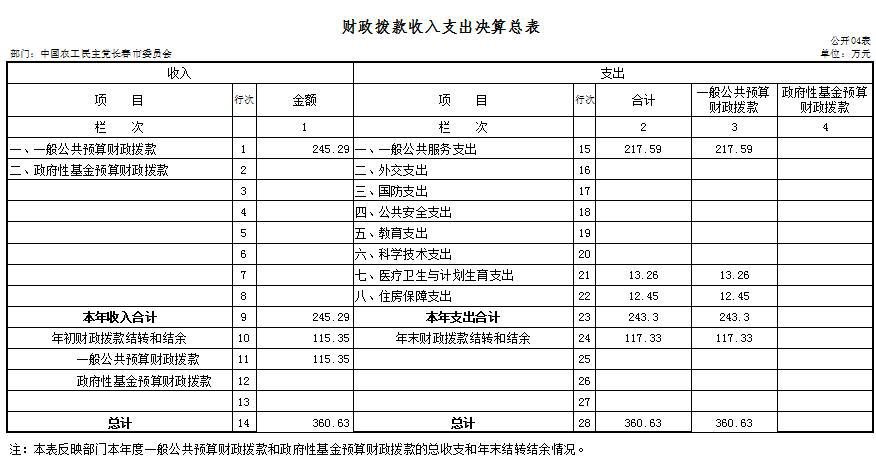 财政拨款收入支出决算总表
公开04表
部门：中国农工民主党长春市委员会 单位：万元
收入 支出
项 目 行次 金额 项 目 行次 合计 一般公共预算财政拨款 政府性基金预算财政拨款
栏 次 1 栏 次 2 3 4
一、一般公共预算财政拨款 1 245.29 一、一般公共服务支出 15 217.59 217.59
二、政府性基金预算财政拨款 2 二、外交支出 16
3 三、国防支出 17
4 四、公共安全支出 18
5 五、教育支出 19
6 六、科学技术支出 20
7 七、医疗卫生与计划生育支出 21 13.26 13.26
8 八、住房保障支出 22 12.45 12.45
本年收入合计 9 245.29 本年支出合计 23 243.3 243.3
年初财政拨款结转和结余 10 115.35 年末财政拨款结转和结余 24 117.33 117.33
一般公共预算财政拨款 11 115.35 25
政府性基金预算财政拨款 12 26
13 27
总计 14 360.63 总计 28 360.63 360.63
注：本表反映部门本年度一般公共预算财政拨款和政府性基金预算财政拨款的总收支和年末结转结余情况。